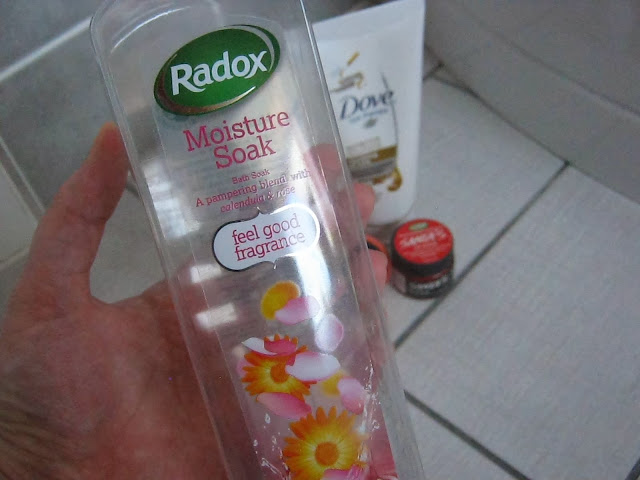 Radox
Moisture
Soak
Bath Soak
A pampering blend with
calendula & rose
feel good
fragrance
Dove